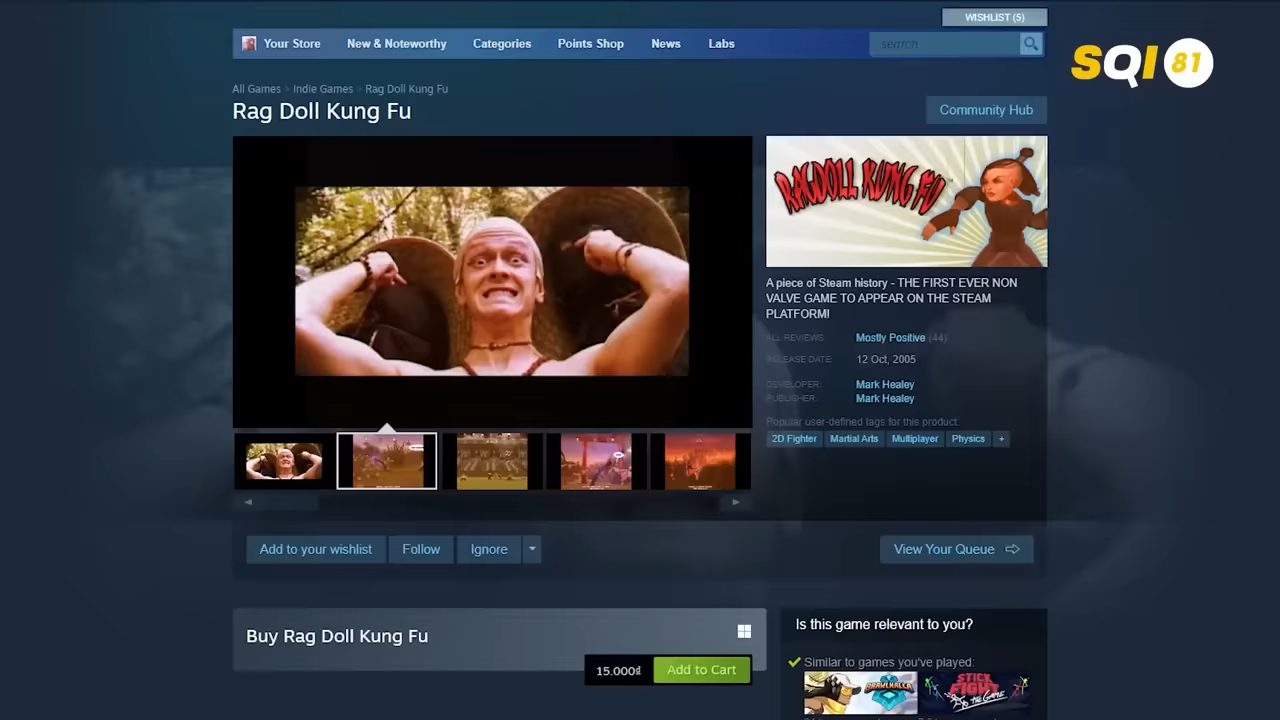 WISHLIST (5)
Your Store New & Noteworthy Categories Points Shop News Labs search
SQI 81
All Games > Indie Games > Rag Doll Kung Fu
Rag Doll Kung Fu
Community Hub
RAGDOLL KUNG FU
A piece of Steam history - THE FIRST EVER NON
VALVE GAME TO APPEAR ON THE STEAM
PLATFORM!
ALL REVIEWS: Mostly Positive (44)
RELEASE DATE: 12 Oct, 2005
DEVELOPER: Mark Healey
PUBLISHER: Mark Healey
Popular user-defined tags for this product:
2D Fighter Martial Arts Multiplayer Physics +
Add to your wishlist Follow Ignore
View Your Queue
Buy Rag Doll Kung Fu
15.000₫ Add to Cart
Is this game relevant to you?
Similar to games you've played:
BRAWLHALLA
STICK
FIGHT
THE GAME